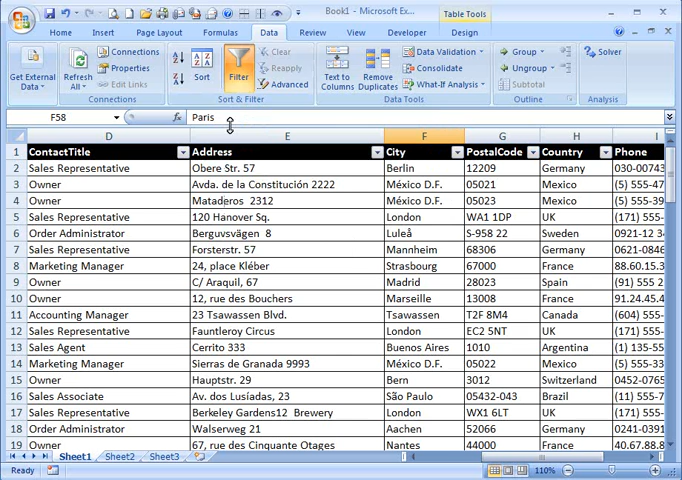 Book1 - Microsoft Ex...
Table Tools
Home Insert Page Layout Formulas Data Review View Developer Design
Get External Data
Refresh All
Connections
Properties
Edit Links
Connections
Sort
Filter
Clear
Reapply
Advanced
Sort & Filter
Text to Columns
Remove Duplicates
Data Validation
Consolidate
What-If Analysis
Data Tools
Group
Ungroup
Subtotal
Outline
Solver
Analysis
F58 fx Paris
D E F G H I
1 ContactTitle Address City PostalCode Country Phone
2 Sales Representative Obere Str. 57 Berlin 12209 Germany 030-00743
3 Owner Avda. de la Constitución 2222 México D.F. 05021 Mexico (5) 555-47
4 Owner Mataderos 2312 México D.F. 05023 Mexico (5) 555-39
5 Sales Representative 120 Hanover Sq. London WA1 1DP UK (171) 555-
6 Order Administrator Berguvsvägen 8 Luleå S-958 22 Sweden 0921-12 3
7 Sales Representative Forsterstr. 57 Mannheim 68306 Germany 0621-0846
8 Marketing Manager 24, place Kléber Strasbourg 67000 France 88.60.15.3
9 Owner C/ Araquil, 67 Madrid 28023 Spain (91) 555 2
10 Owner 12, rue des Bouchers Marseille 13008 France 91.24.45.4
11 Accounting Manager 23 Tsawassen Blvd. Tsawassen T2F 8M4 Canada (604) 555-
12 Sales Representative Fauntleroy Circus London EC2 5NT UK (171) 555-
13 Sales Agent Cerrito 333 Buenos Aires 1010 Argentina (1) 135-55
14 Marketing Manager Sierras de Granada 9993 México D.F. 05022 Mexico (5) 555-33
15 Owner Hauptstr. 29 Bern 3012 Switzerland 0452-0765
16 Sales Associate Av. dos Lusíadas, 23 São Paulo 05432-043 Brazil (11) 555-7
17 Sales Representative Berkeley Gardens12 Brewery London WX1 6LT UK (171) 555-
18 Order Administrator Walserweg 21 Aachen 52066 Germany 0241-0391
19 Owner 67, rue des Cinquante Otages Nantes 44000 France 40.67.88.8
Sheet1 Sheet2 Sheet3
Ready 110%